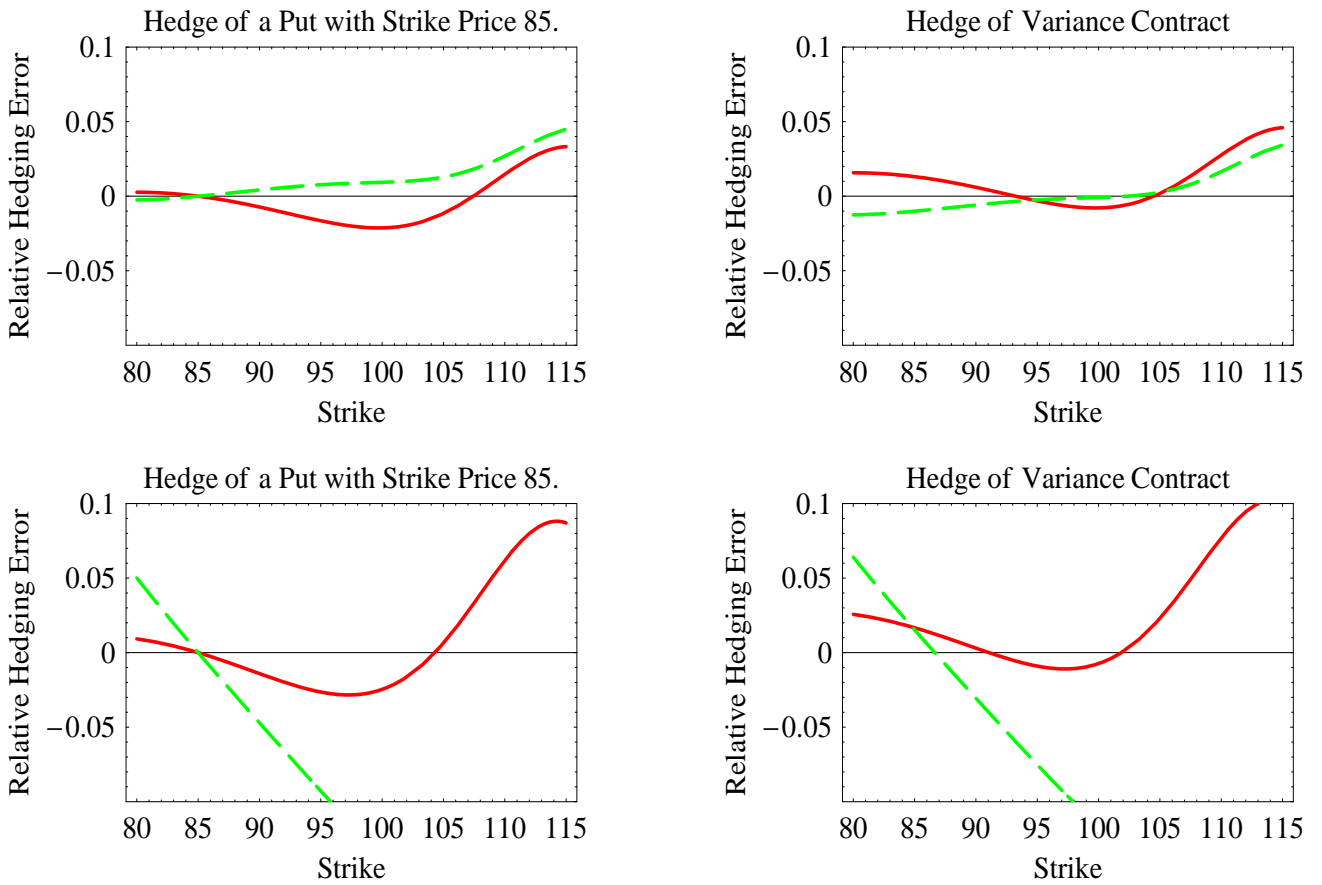 Hedge of a Put with Strike Price 85.
Relative Hedging Error
0.1
0.05
0
−0.05
80 85 90 95 100 105 110 115
Strike
Hedge of Variance Contract
Relative Hedging Error
0.1
0.05
0
−0.05
80 85 90 95 100 105 110 115
Strike
Hedge of a Put with Strike Price 85.
Relative Hedging Error
0.1
0.05
0
−0.05
80 85 90 95 100 105 110 115
Strike
Hedge of Variance Contract
Relative Hedging Error
0.1
0.05
0
−0.05
80 85 90 95 100 105 110 115
Strike